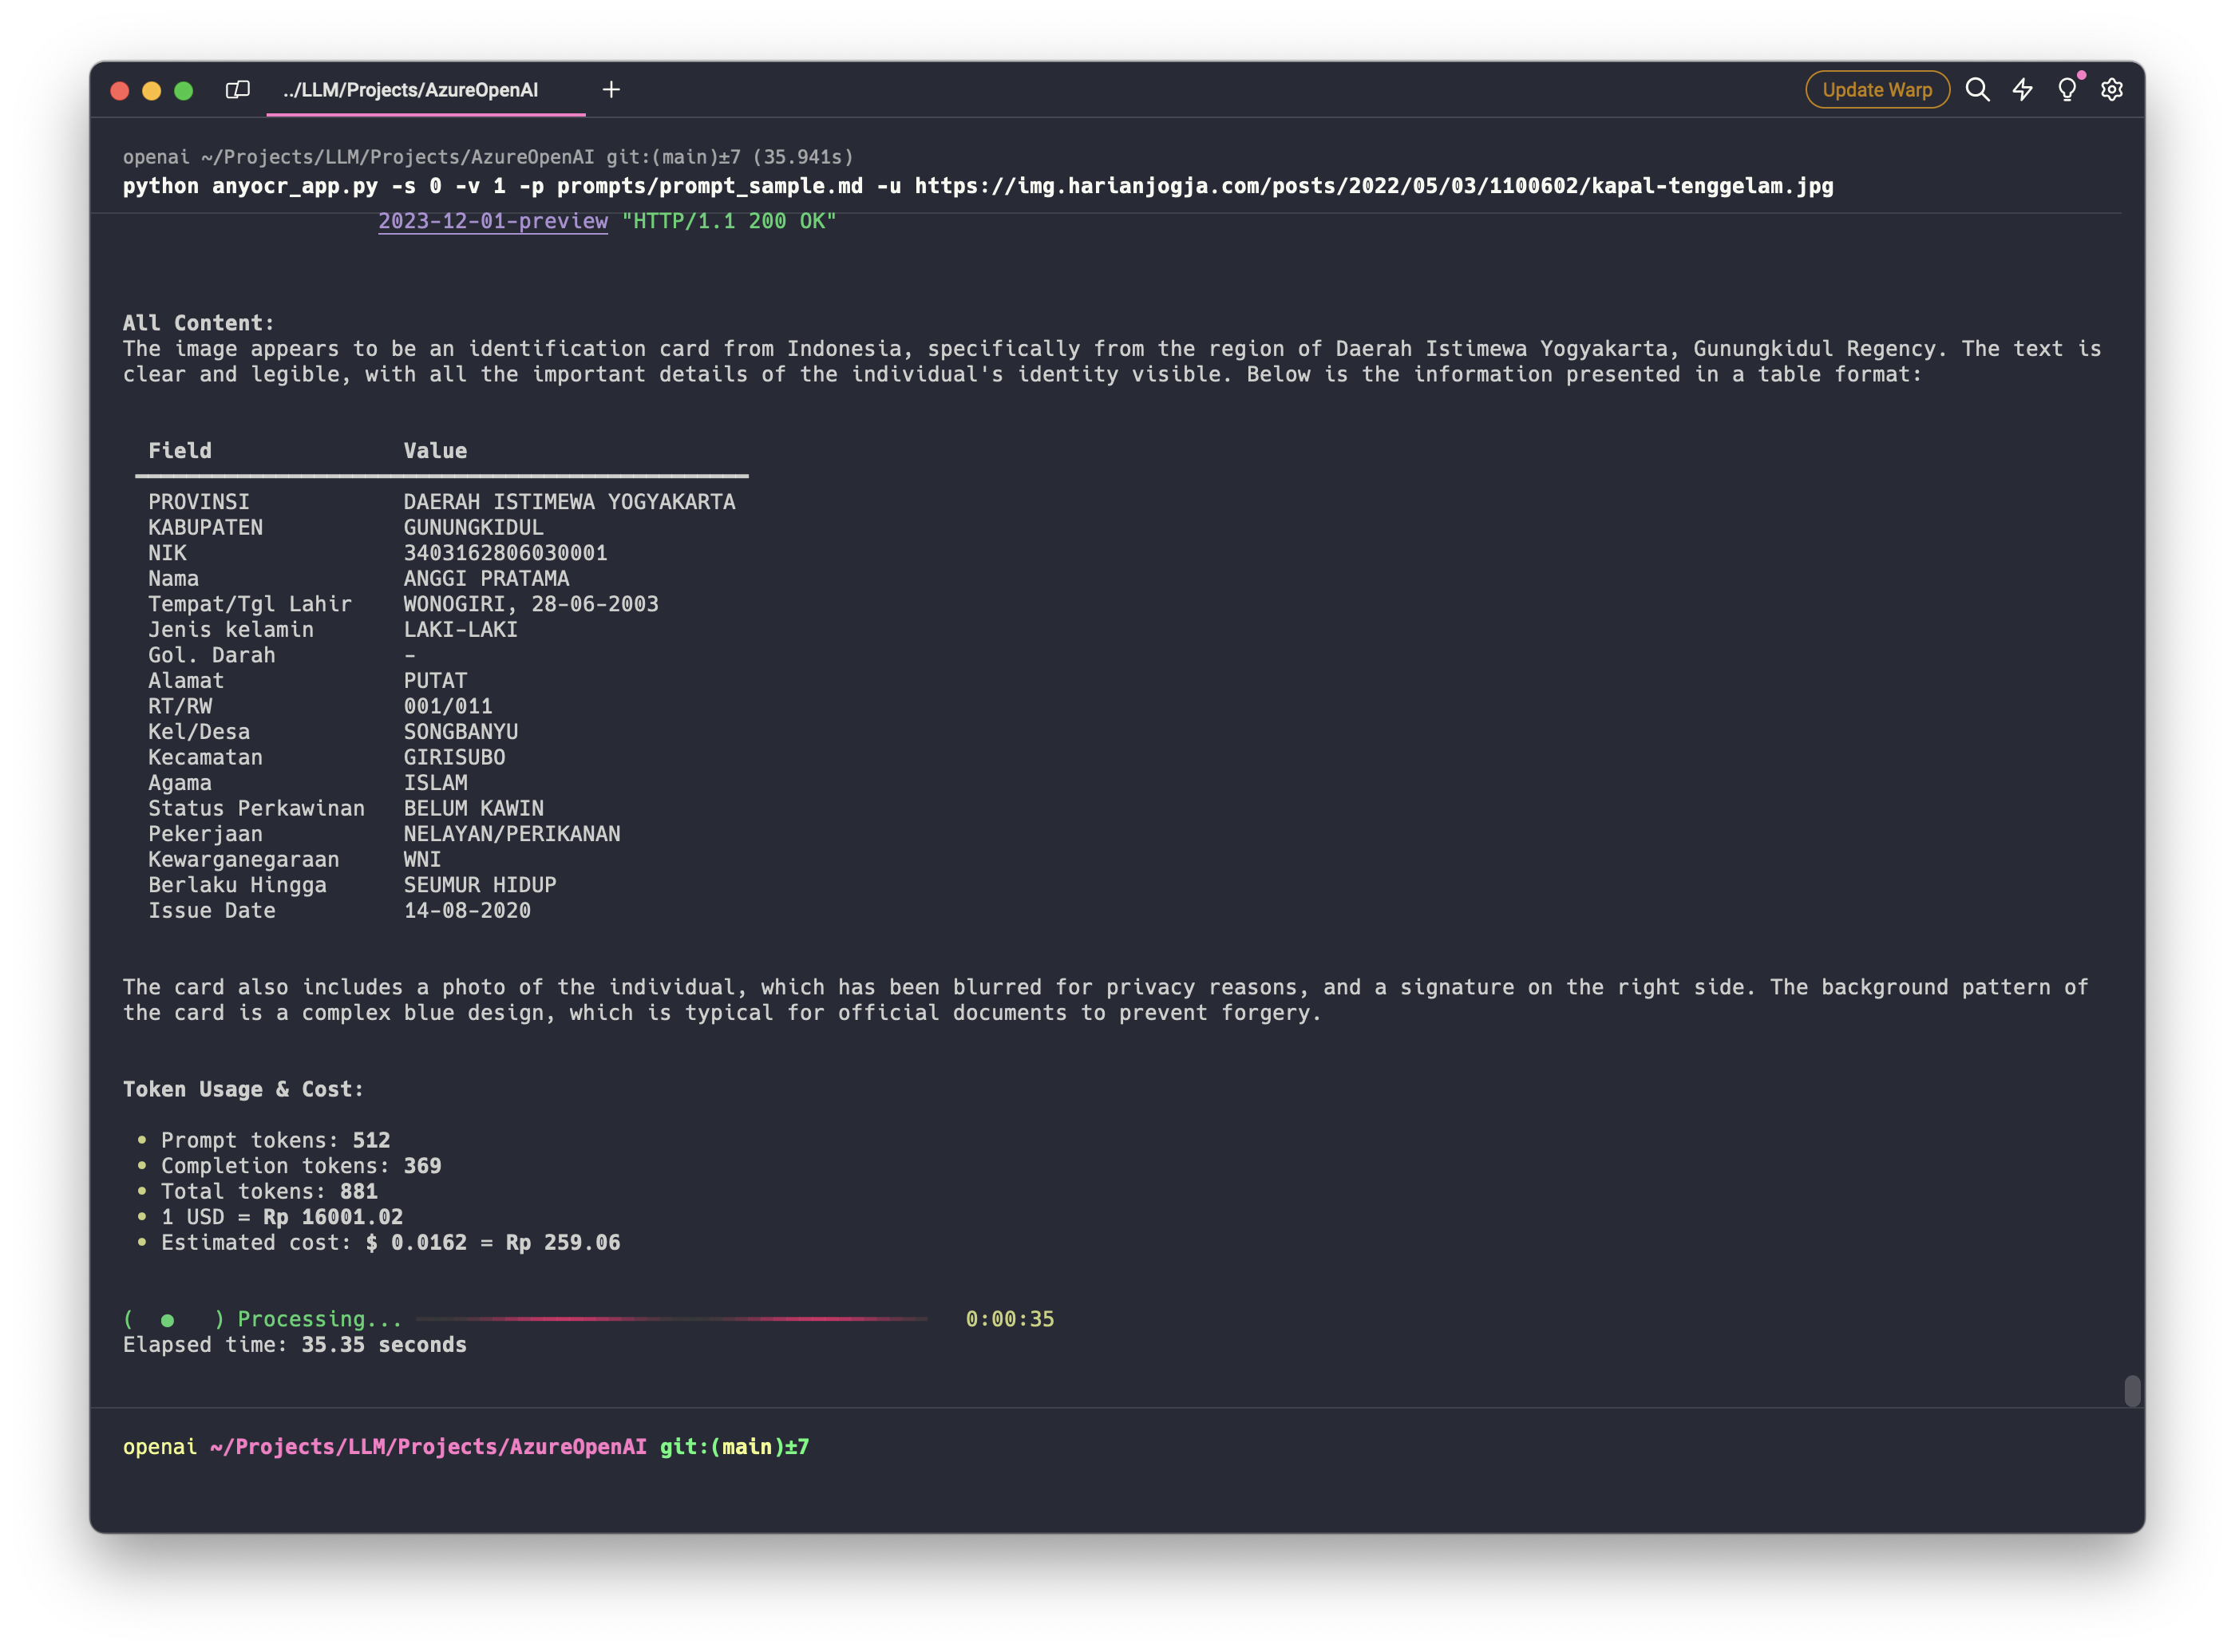 ../LLM/Projects/AzureOpenAI
Update Warp
openai ~/Projects/LLM/Projects/AzureOpenAI git:(main)±7 (35.941s)
python anyocr_app.py -s 0 -v 1 -p prompts/prompt_sample.md -u https://img.harianjogja.com/posts/2022/05/03/1100602/kapal-tenggelam.jpg
2023-12-01-preview "HTTP/1.1 200 OK"
All Content:
The image appears to be an identification card from Indonesia, specifically from the region of Daerah Istimewa Yogyakarta, Gunungkidul Regency. The text is
clear and legible, with all the important details of the individual's identity visible. Below is the information presented in a table format:
Field Value
PROVINSI DAERAH ISTIMEWA YOGYAKARTA
KABUPATEN GUNUNGKIDUL
NIK 3403162806030001
Nama ANGGI PRATAMA
Tempat/Tgl Lahir WONOGIRI, 28-06-2003
Jenis kelamin LAKI-LAKI
Gol. Darah -
Alamat PUTAT
RT/RW 001/011
Kel/Desa SONGBANYU
Kecamatan GIRISUBO
Agama ISLAM
Status Perkawinan BELUM KAWIN
Pekerjaan NELAYAN/PERIKANAN
Kewarganegaraan WNI
Berlaku Hingga SEUMUR HIDUP
Issue Date 14-08-2020
The card also includes a photo of the individual, which has been blurred for privacy reasons, and a signature on the right side. The background pattern of
the card is a complex blue design, which is typical for official documents to prevent forgery.
Token Usage & Cost:
• Prompt tokens: 512
• Completion tokens: 369
• Total tokens: 881
• 1 USD = Rp 16001.02
• Estimated cost: $ 0.0162 = Rp 259.06
( ● ) Processing... 0:00:35
Elapsed time: 35.35 seconds
openai ~/Projects/LLM/Projects/AzureOpenAI git:(main)±7